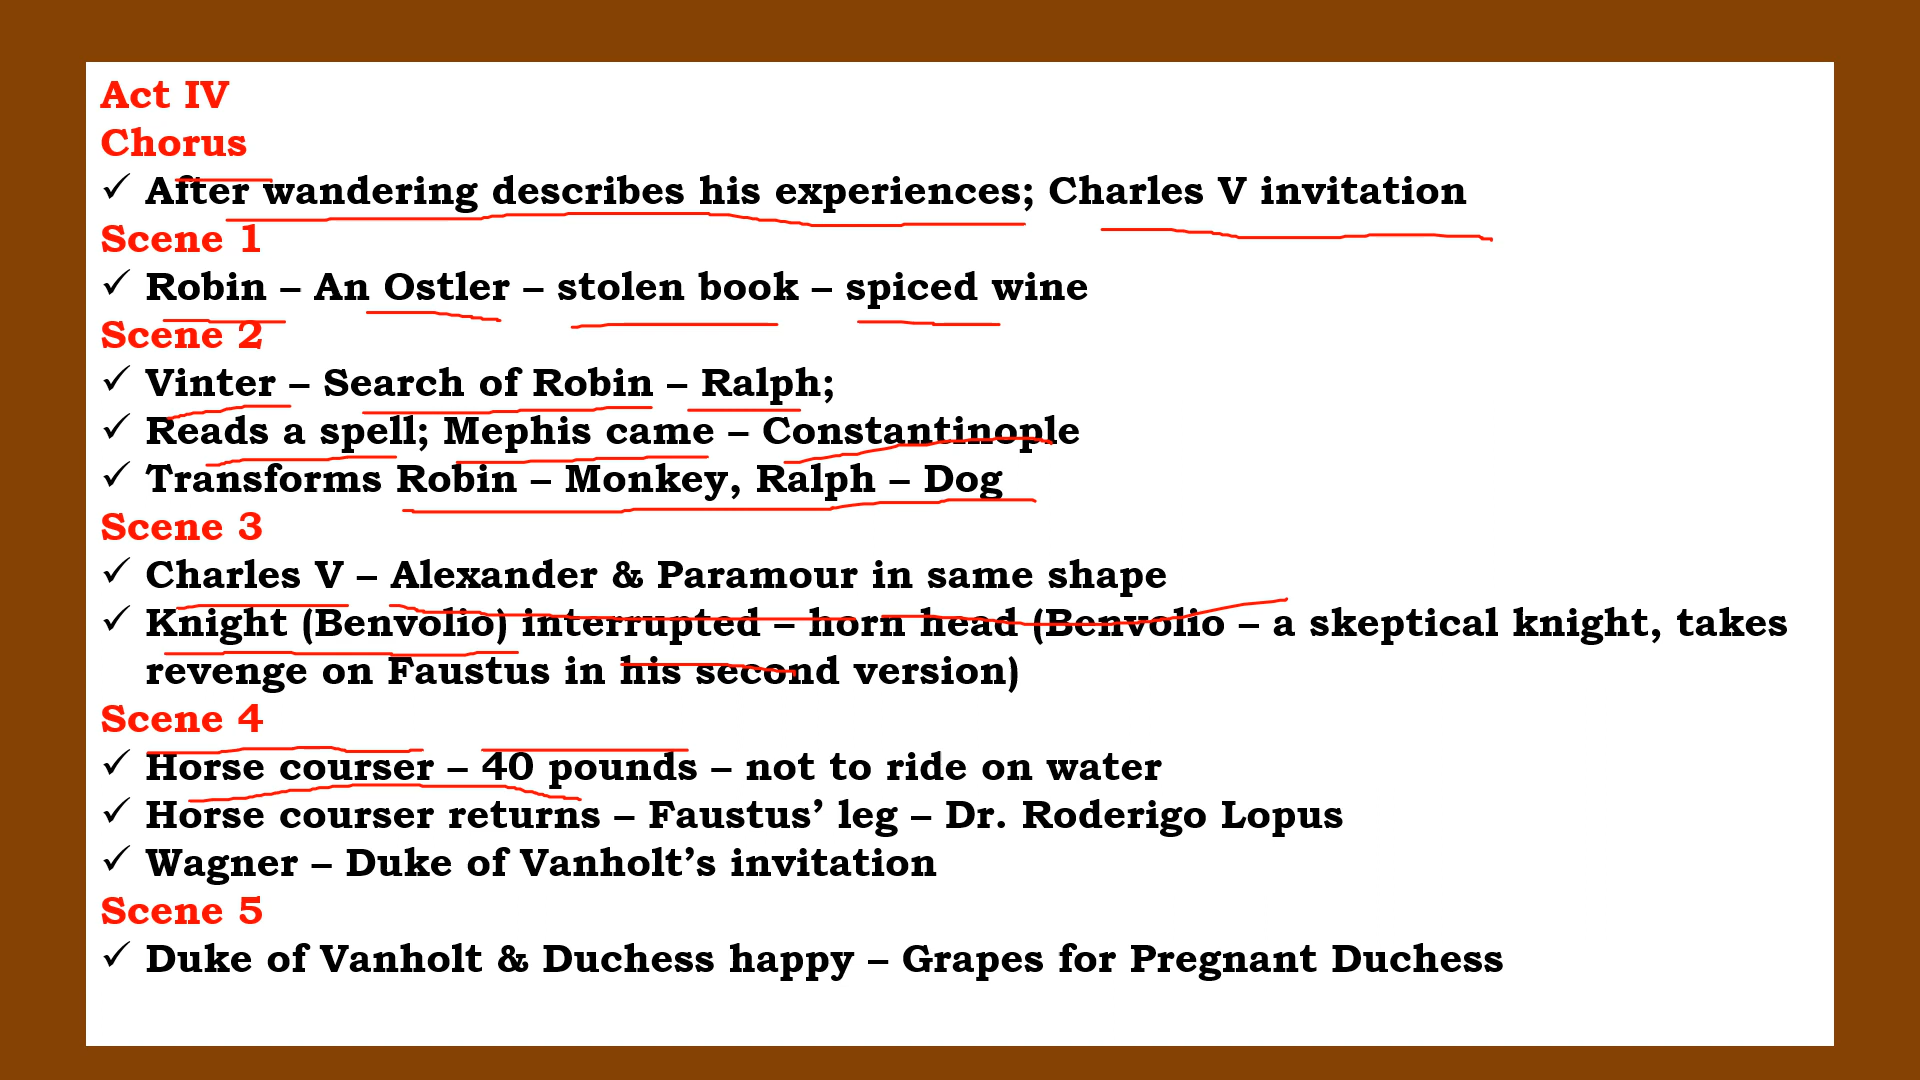 Act IV
Chorus
✓ After wandering describes his experiences; Charles V invitation
Scene 1
✓ Robin – An Ostler – stolen book – spiced wine
Scene 2
✓ Vinter – Search of Robin – Ralph;
✓ Reads a spell; Mephis came – Constantinople
✓ Transforms Robin – Monkey, Ralph – Dog
Scene 3
✓ Charles V – Alexander & Paramour in same shape
✓ Knight (Benvolio) interrupted – horn head (Benvolio – a skeptical knight, takes
revenge on Faustus in his second version)
Scene 4
✓ Horse courser – 40 pounds – not to ride on water
✓ Horse courser returns – Faustus’ leg – Dr. Roderigo Lopus
✓ Wagner – Duke of Vanholt’s invitation
Scene 5
✓ Duke of Vanholt & Duchess happy – Grapes for Pregnant Duchess